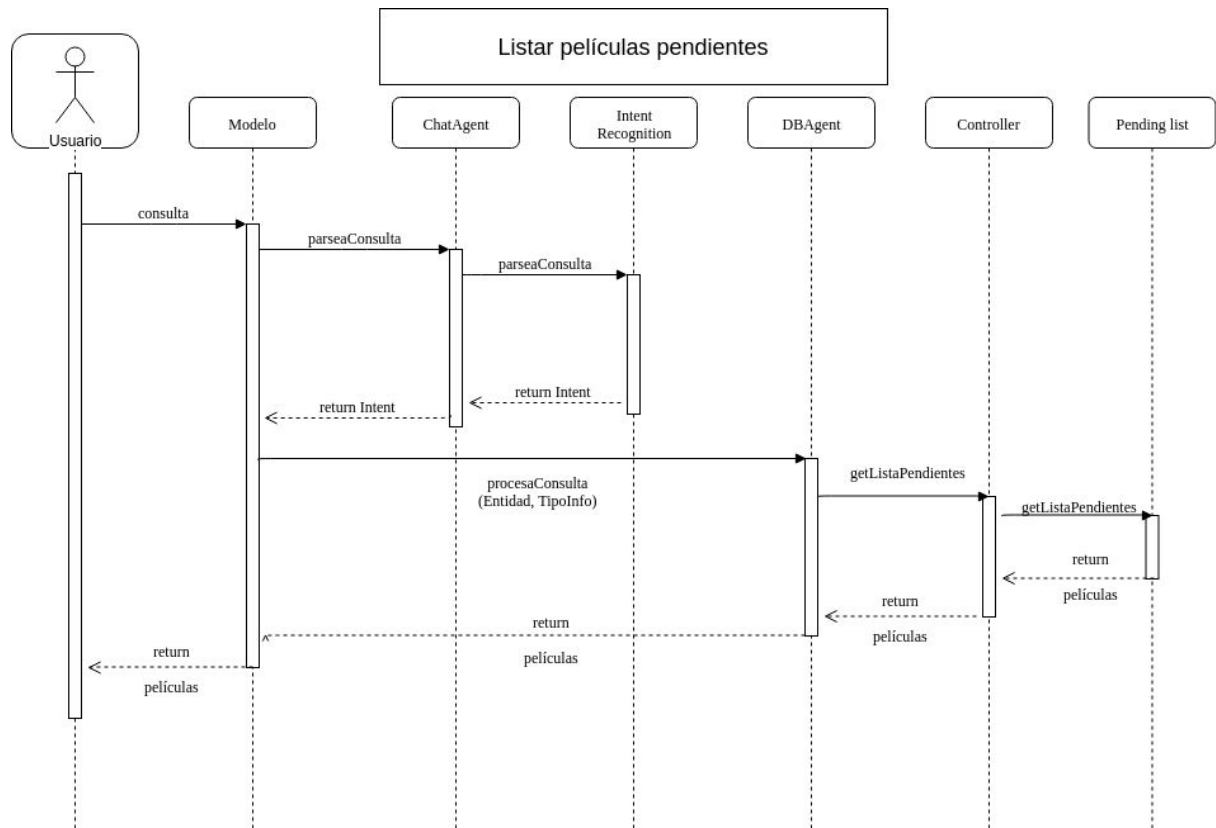 Listar películas pendientes
Usuario
Modelo
ChatAgent
Intent
Recognition
DBAgent
Controller
Pending list
consulta
parseaConsulta
parseaConsulta
return Intent
return Intent
procesaConsulta
(Entidad, TipoInfo)
getListaPendientes
getListaPendientes
return
películas
return
películas
return
películas
return
películas